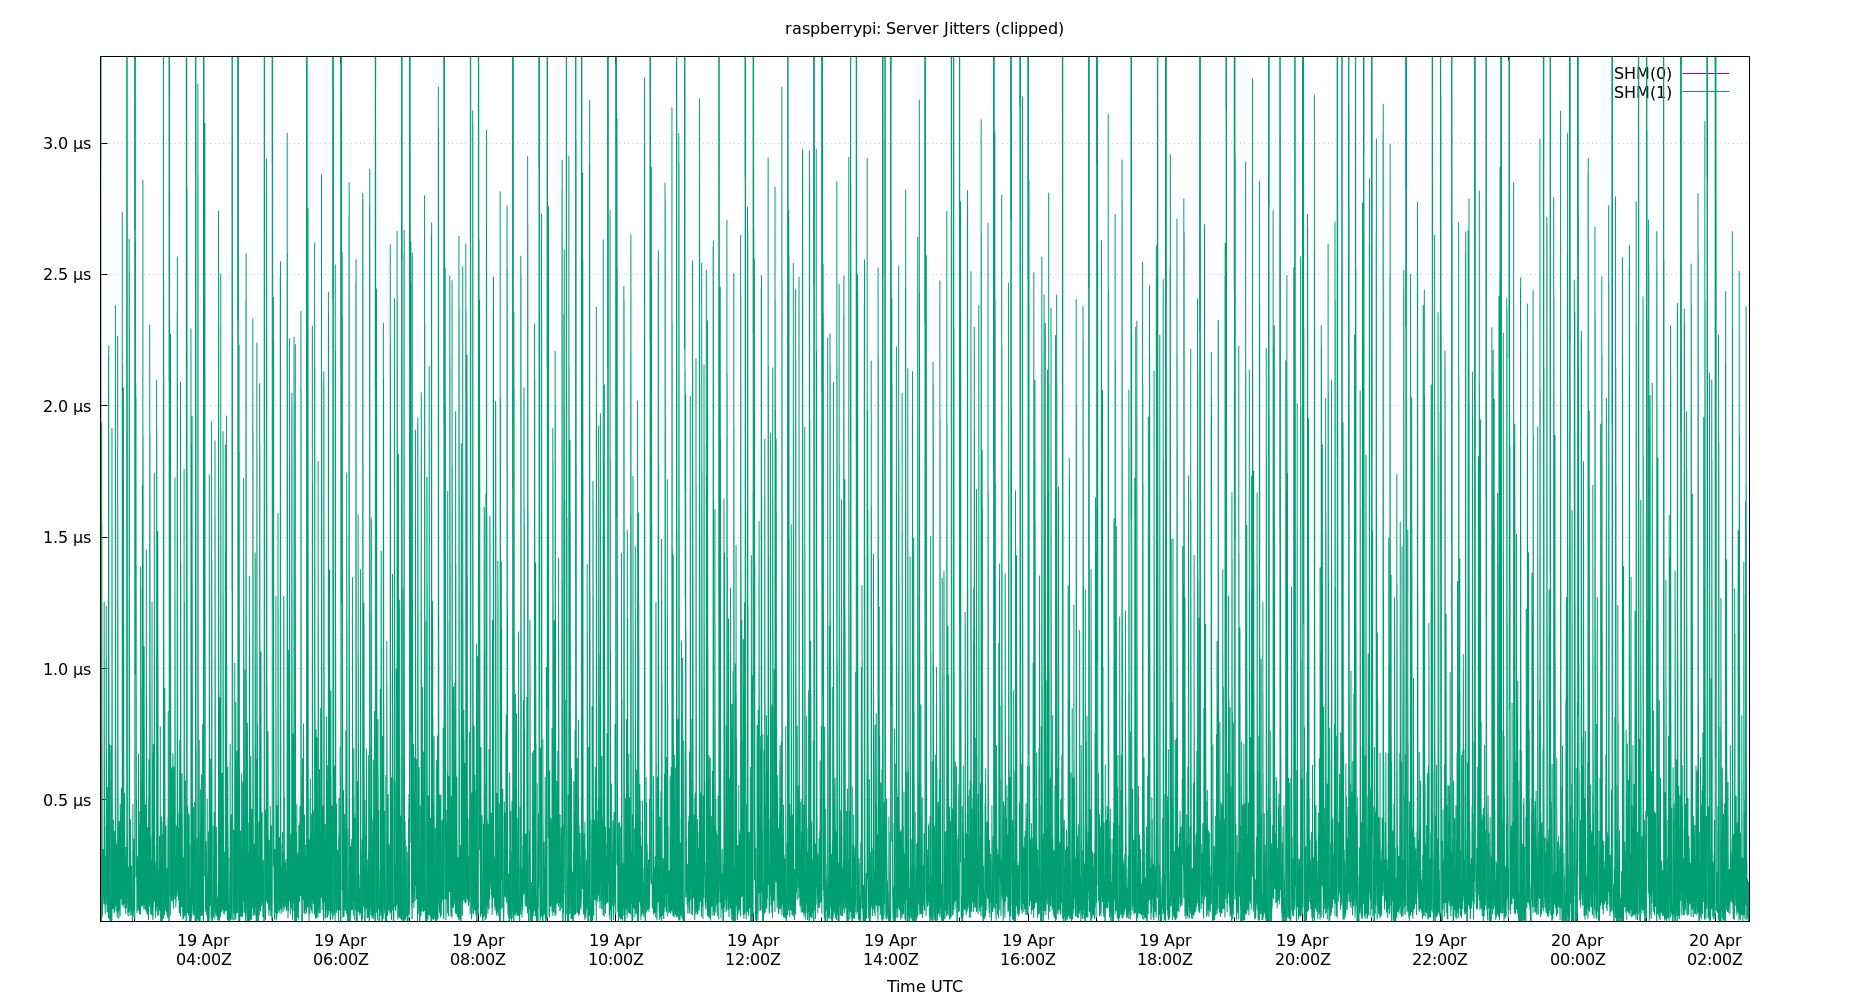 raspberrypi: Server Jitters (clipped)
SHM(0)
SHM(1)
3.0 µs
2.5 µs
2.0 µs
1.5 µs
1.0 µs
0.5 µs
19 Apr 19 Apr 19 Apr 19 Apr 19 Apr 19 Apr 19 Apr 19 Apr 19 Apr 19 Apr 20 Apr 20 Apr
04:00Z 06:00Z 08:00Z 10:00Z 12:00Z 14:00Z 16:00Z 18:00Z 20:00Z 22:00Z 00:00Z 02:00Z
Time UTC